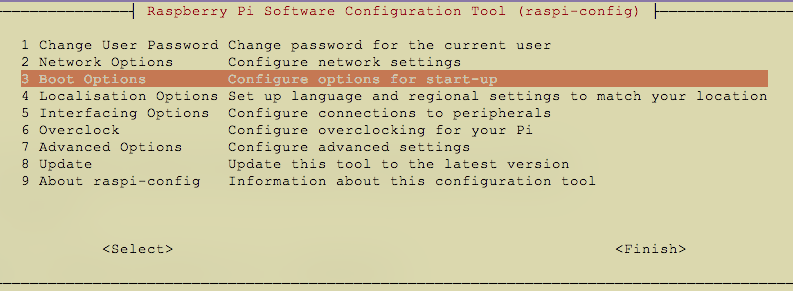 Raspberry Pi Software Configuration Tool (raspi-config)
1 Change User Password Change password for the current user
2 Network Options Configure network settings
3 Boot Options Configure options for start-up
4 Localisation Options Set up language and regional settings to match your location
5 Interfacing Options Configure connections to peripherals
6 Overclock Configure overclocking for your Pi
7 Advanced Options Configure advanced settings
8 Update Update this tool to the latest version
9 About raspi-config Information about this configuration tool
<Select> <Finish>